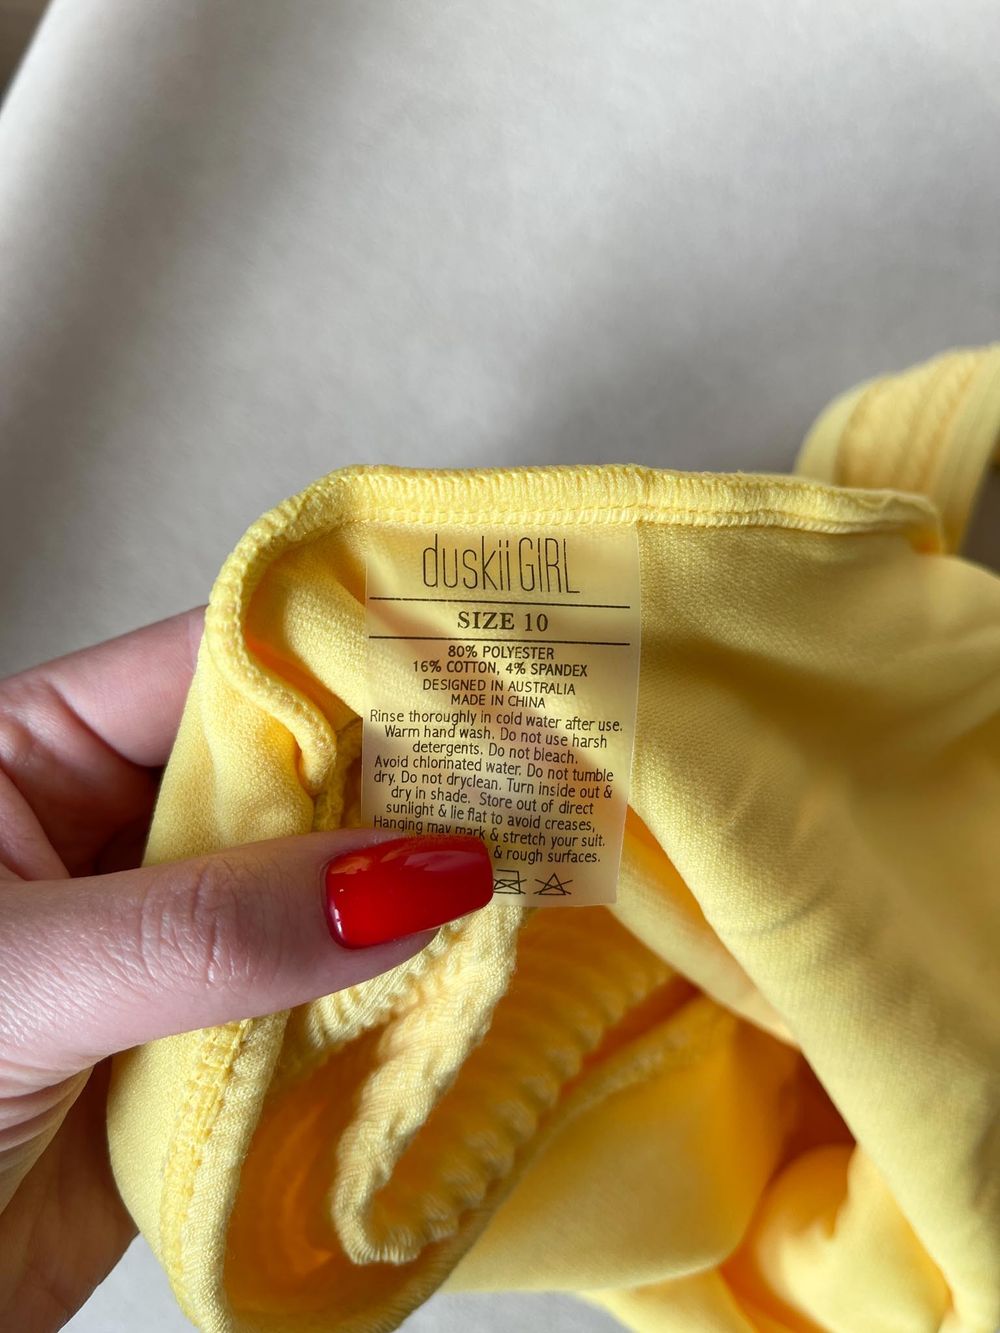 duskii GIRL
SIZE 10
80% POLYESTER
16% COTTON, 4% SPANDEX
DESIGNED IN AUSTRALIA
MADE IN CHINA
Rinse thoroughly in cold water after use.
Warm hand wash. Do not use harsh
detergents. Do not bleach.
Avoid chlorinated water. Do not tumble
dry. Do not dryclean. Turn inside out &
dry in shade. Store out of direct
sunlight & lie flat to avoid creases,
Hanging may mark & stretch your suit.
& rough surfaces.